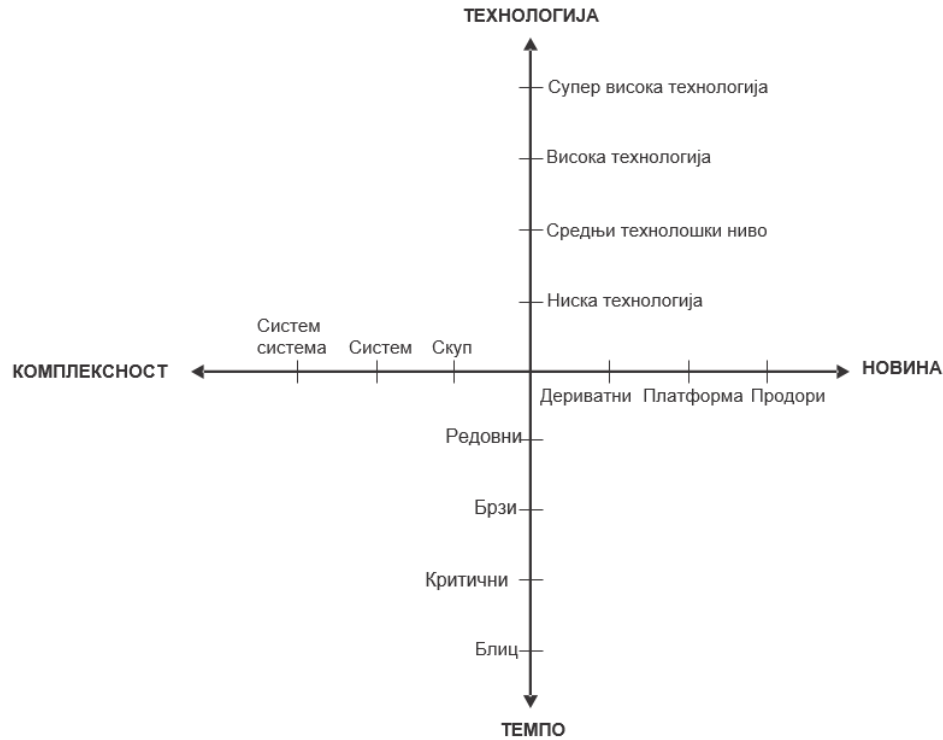 ТЕХНОЛОГИЈА
Супер висока технологија
Висока технологија
Средњи технолошки ниво
Ниска технологија
Систем
система
Систем
Скуп
КОМПЛЕКСНОСТ
НОВИНА
Дериватни
Платформа
Продори
Редовни
Брзи
Критични
Блиц
ТЕМПО